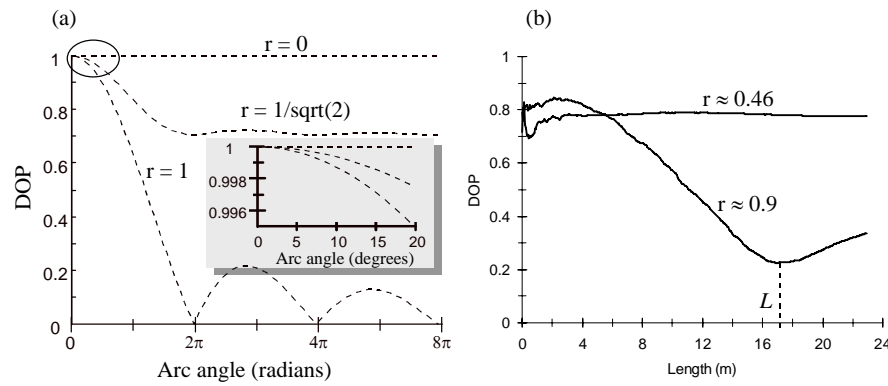 (a)
r = 0
1
0.8
0.6
0.4
0.2
0
DOP
r = 1/sqrt(2)
r = 1
1
0.998
0.996
0
5
10
15
20
Arc angle (degrees)
0
2π
4π
8π
Arc angle (radians)
(b)
1
0.8
0.6
0.4
0.2
0
DOP
r ≈ 0.46
r ≈ 0.9
L
0
4
8
12
16
20
24
Length (m)